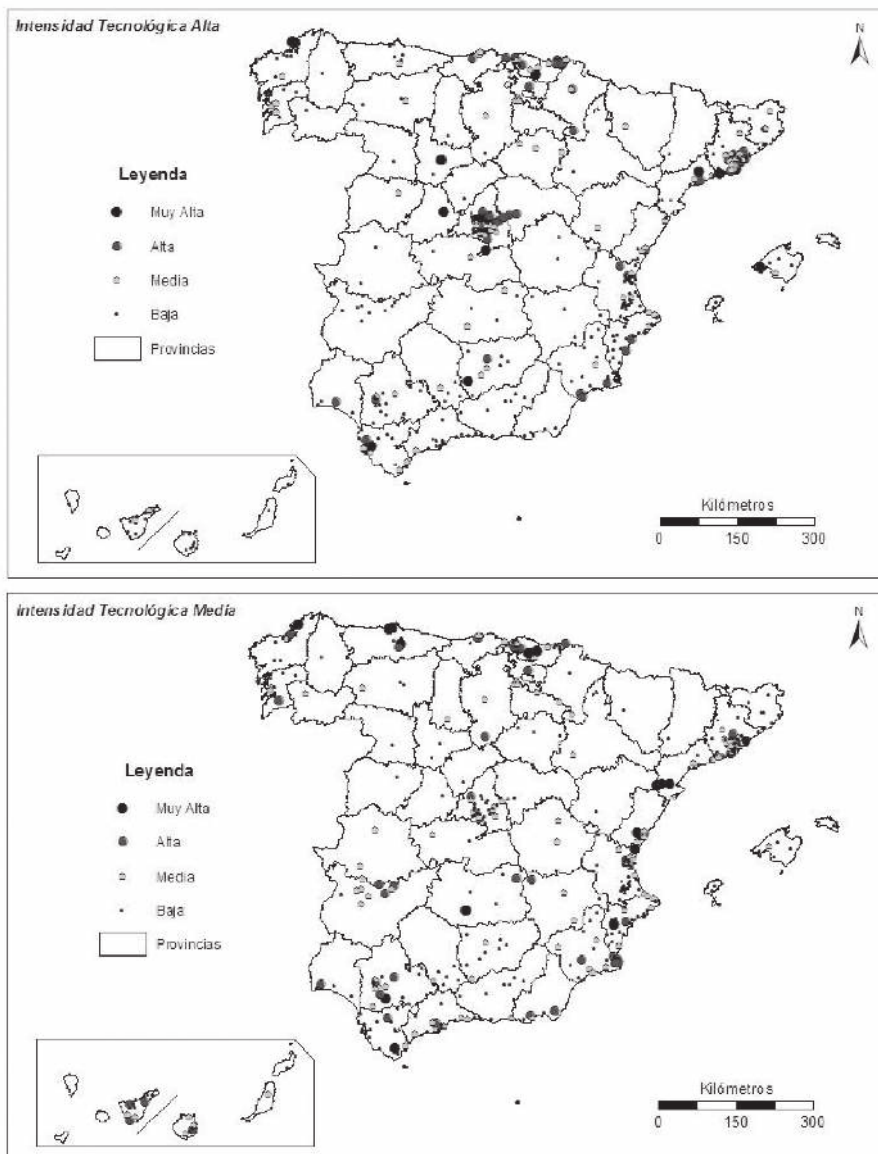 Intensidad Tecnológica Alta
N
Leyenda
Muy Alta
Alta
Media
Baja
Provincias
Kilómetros
0 150 300
Intensidad Tecnológica Media
N
Leyenda
Muy Alta
Alta
Media
Baja
Provincias
Kilómetros
0 150 300